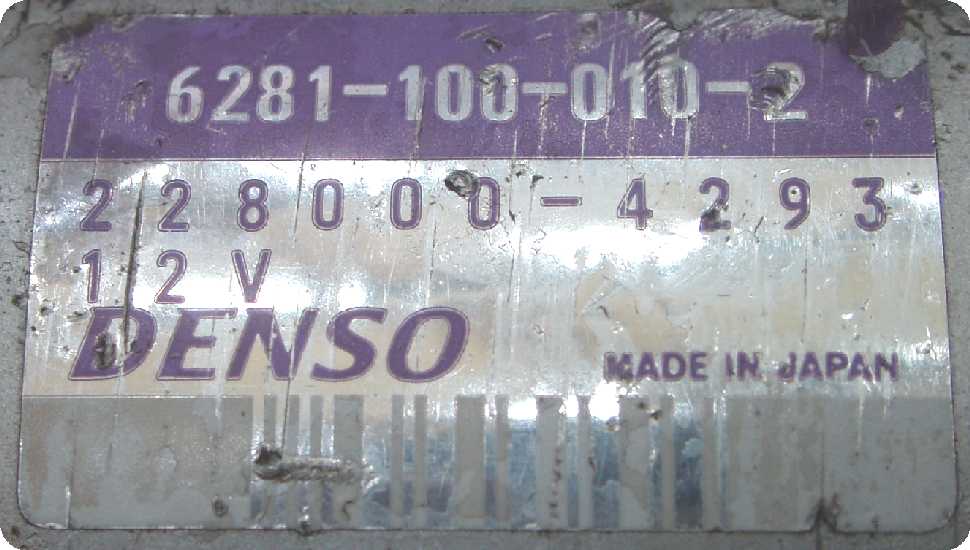 6281-100-010-2
228000-4293
12V
DENSO
MADE IN JAPAN